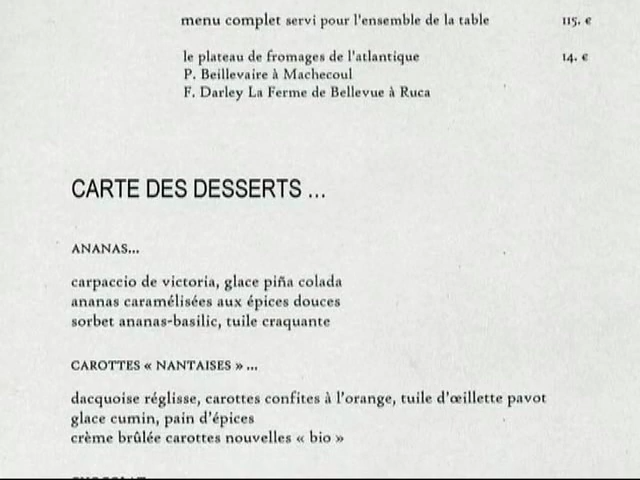 menu complet servi pour l'ensemble de la table 115. €
le plateau de fromages de l'atlantique 14. €
P. Beillevaire à Machecoul
F. Darley La Ferme de Bellevue à Ruca
CARTE DES DESSERTS ...
ANANAS...
carpaccio de victoria, glace piña colada
ananas caramélisées aux épices douces
sorbet ananas-basilic, tuile craquante
CAROTTES « NANTAISES » ...
dacquoise réglisse, carottes confites à l'orange, tuile d'œillette pavot
glace cumin, pain d'épices
crème brûlée carottes nouvelles « bio »